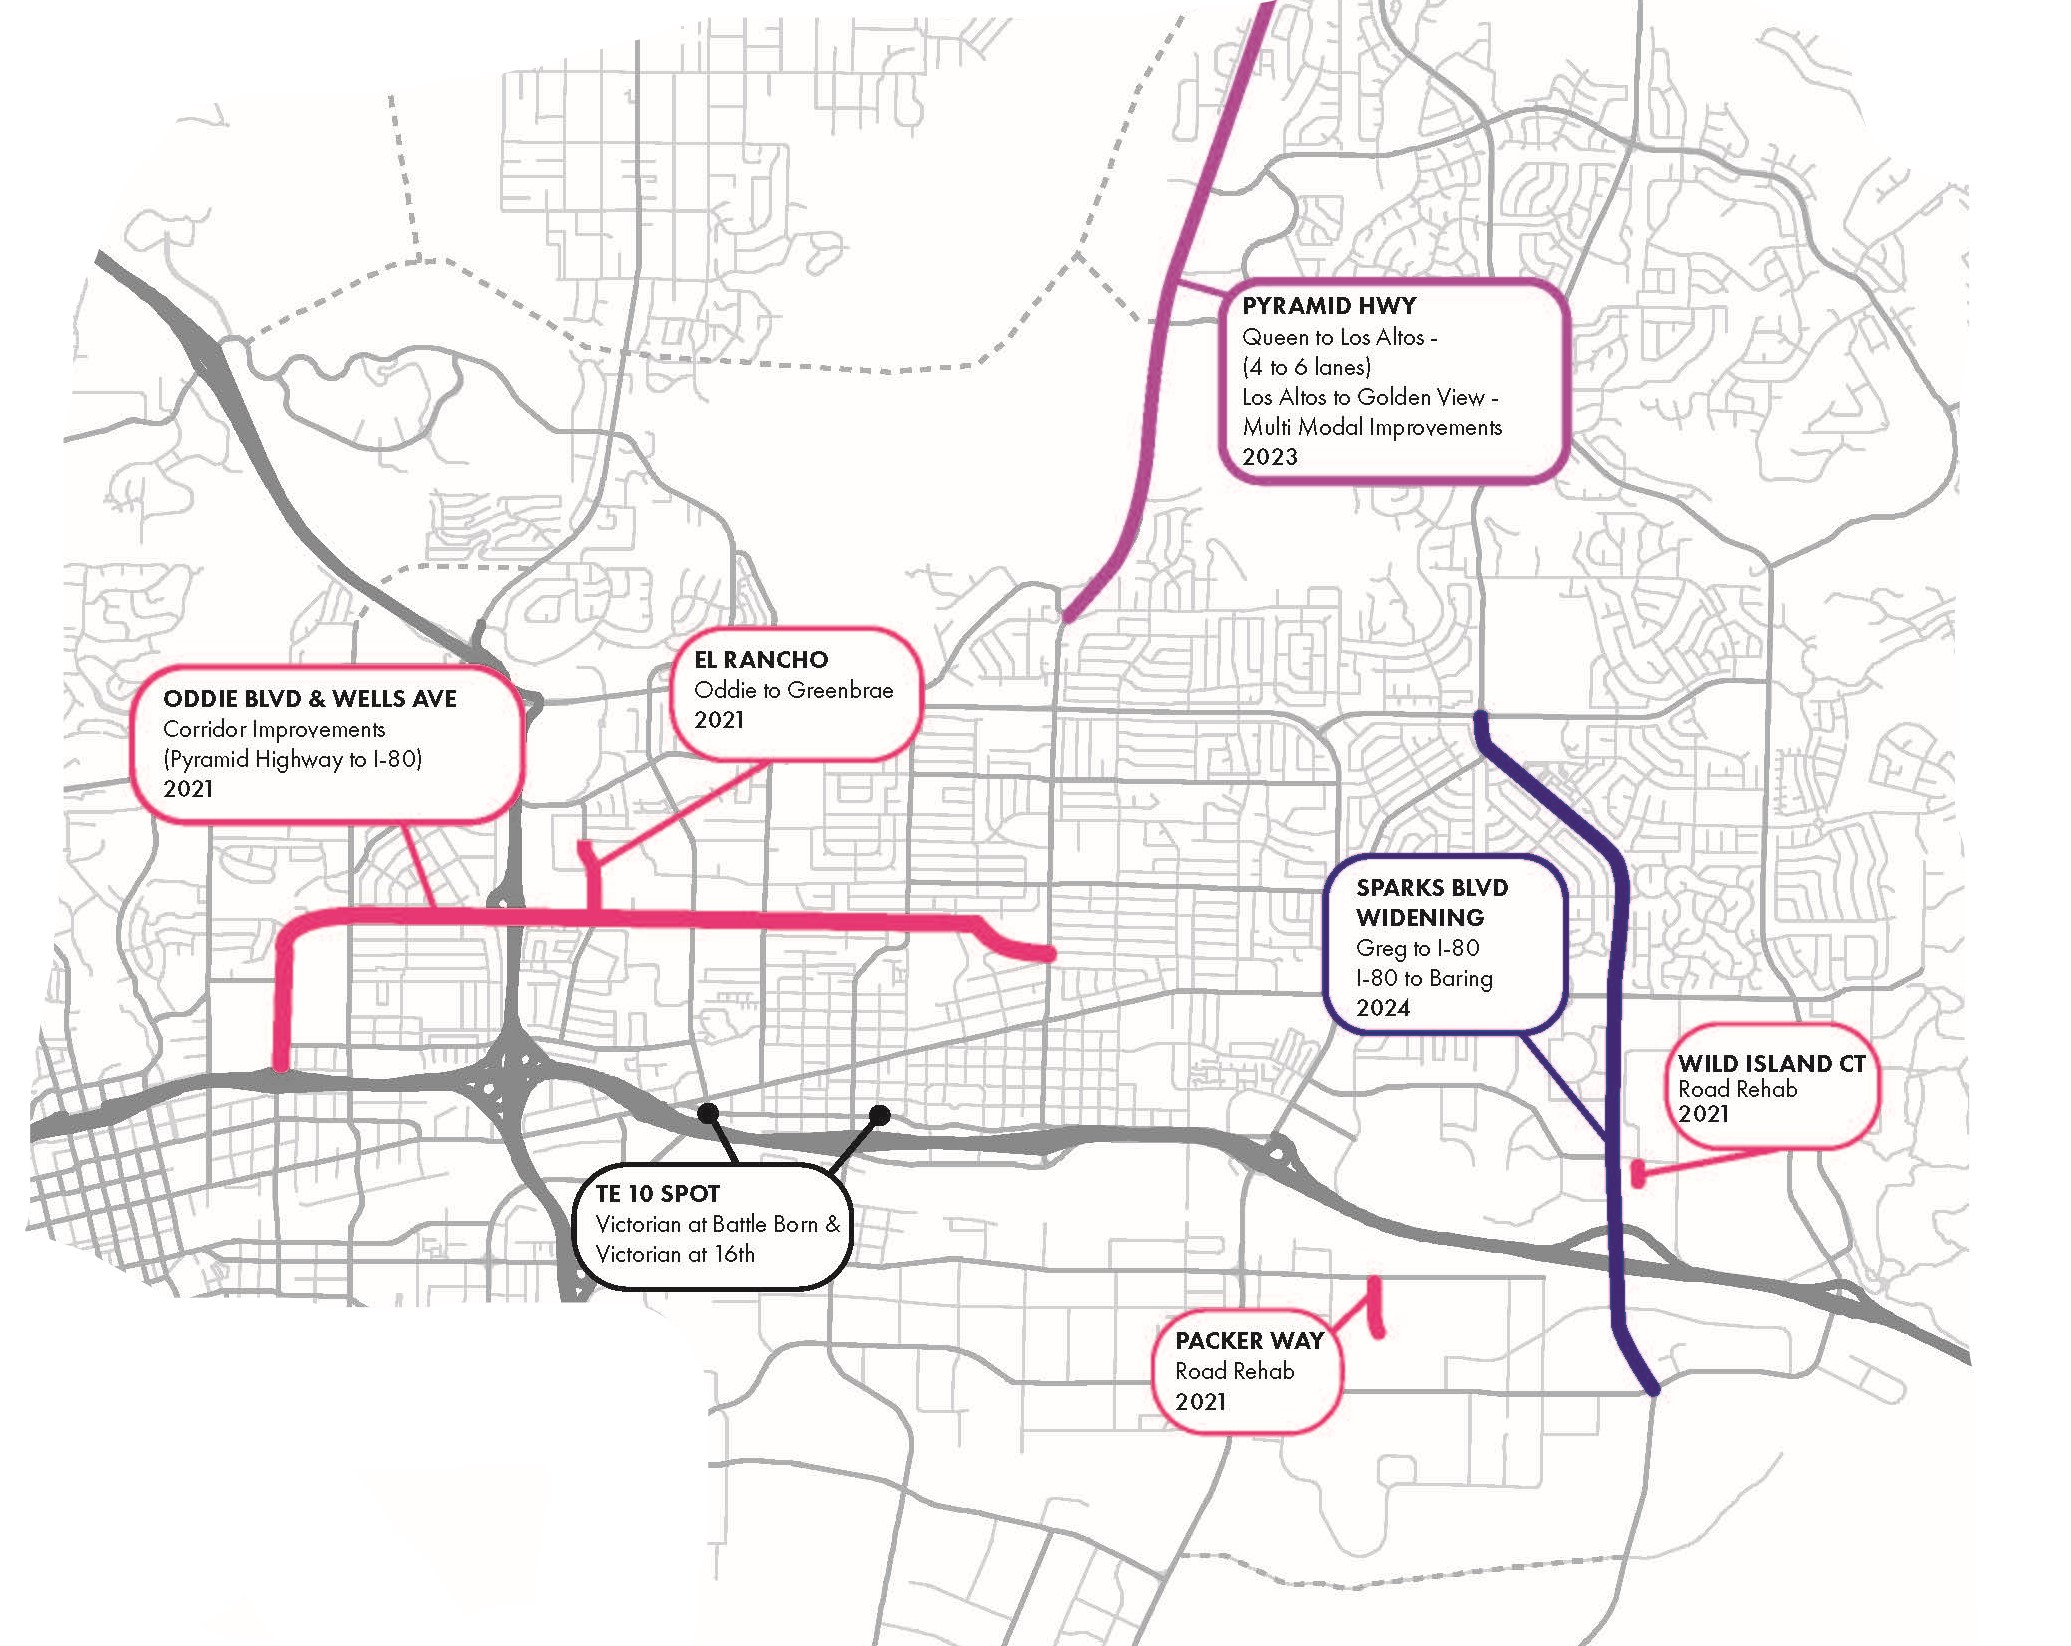 PYRAMID HWY
Queen to Los Altos -
(4 to 6 lanes)
Los Altos to Golden View -
Multi Modal Improvements
2023
EL RANCHO
Oddie to Greenbrae
2021
ODDIE BLVD & WELLS AVE
Corridor Improvements
(Pyramid Highway to I-80)
2021
SPARKS BLVD
WIDENING
Greg to I-80
I-80 to Baring
2024
WILD ISLAND CT
Road Rehab
2021
TE 10 SPOT
Victorian at Battle Born &
Victorian at 16th
PACKER WAY
Road Rehab
2021